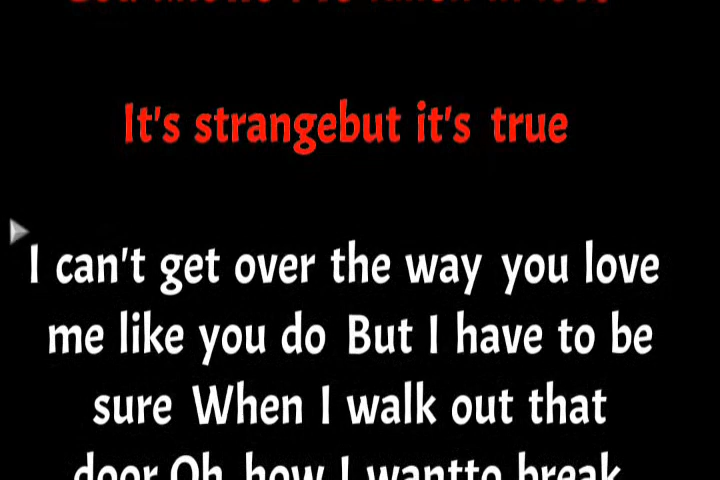 It's strangebut it's true
I can't get over the way you love
me like you do But I have to be
sure When I walk out that
door Oh how I wantto break